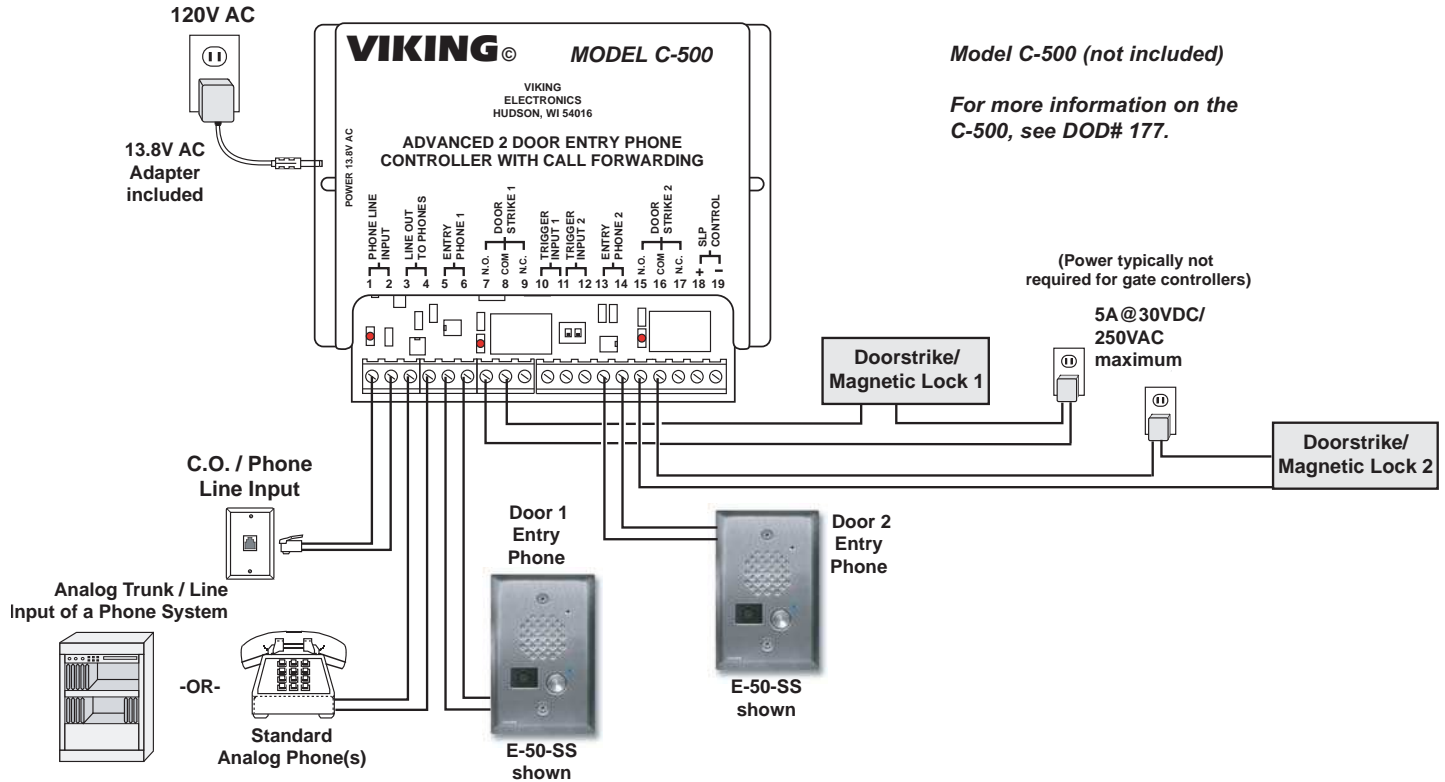 120V AC
13.8V AC
Adapter
included
VIKING© MODEL C-500
VIKING
ELECTRONICS
HUDSON, WI 54016
ADVANCED 2 DOOR ENTRY PHONE
CONTROLLER WITH CALL FORWARDING
POWER 13.8V AC
PHONE LINE
INPUT
LINE OUT
TO PHONES
ENTRY
PHONE 1
DOOR
STRIKE 1
N.O.
COM
N.C.
TRIGGER
INPUT 1
TRIGGER
INPUT 2
ENTRY
PHONE 2
DOOR
STRIKE 2
N.O.
COM
N.C.
SLP
CONTROL
+ –
1 2 3 4 5 6 7 8 9 10 11 12 13 14 15 16 17 18 19
Model C-500 (not included)
For more information on the
C-500, see DOD# 177.
(Power typically not
required for gate controllers)
5A@30VDC/
250VAC
maximum
Doorstrike/
Magnetic Lock 1
Doorstrike/
Magnetic Lock 2
C.O. / Phone
Line Input
Analog Trunk / Line
Input of a Phone System
-OR-
Standard
Analog Phone(s)
Door 1
Entry
Phone
E-50-SS
shown
Door 2
Entry
Phone
E-50-SS
shown